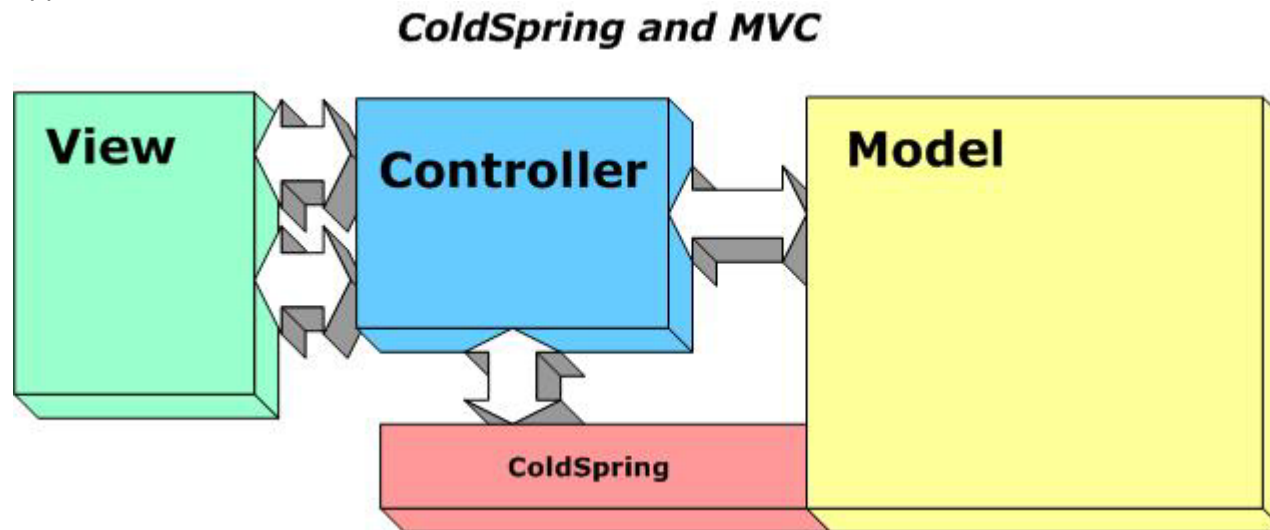 ColdSpring and MVC
View
Controller
Model
ColdSpring